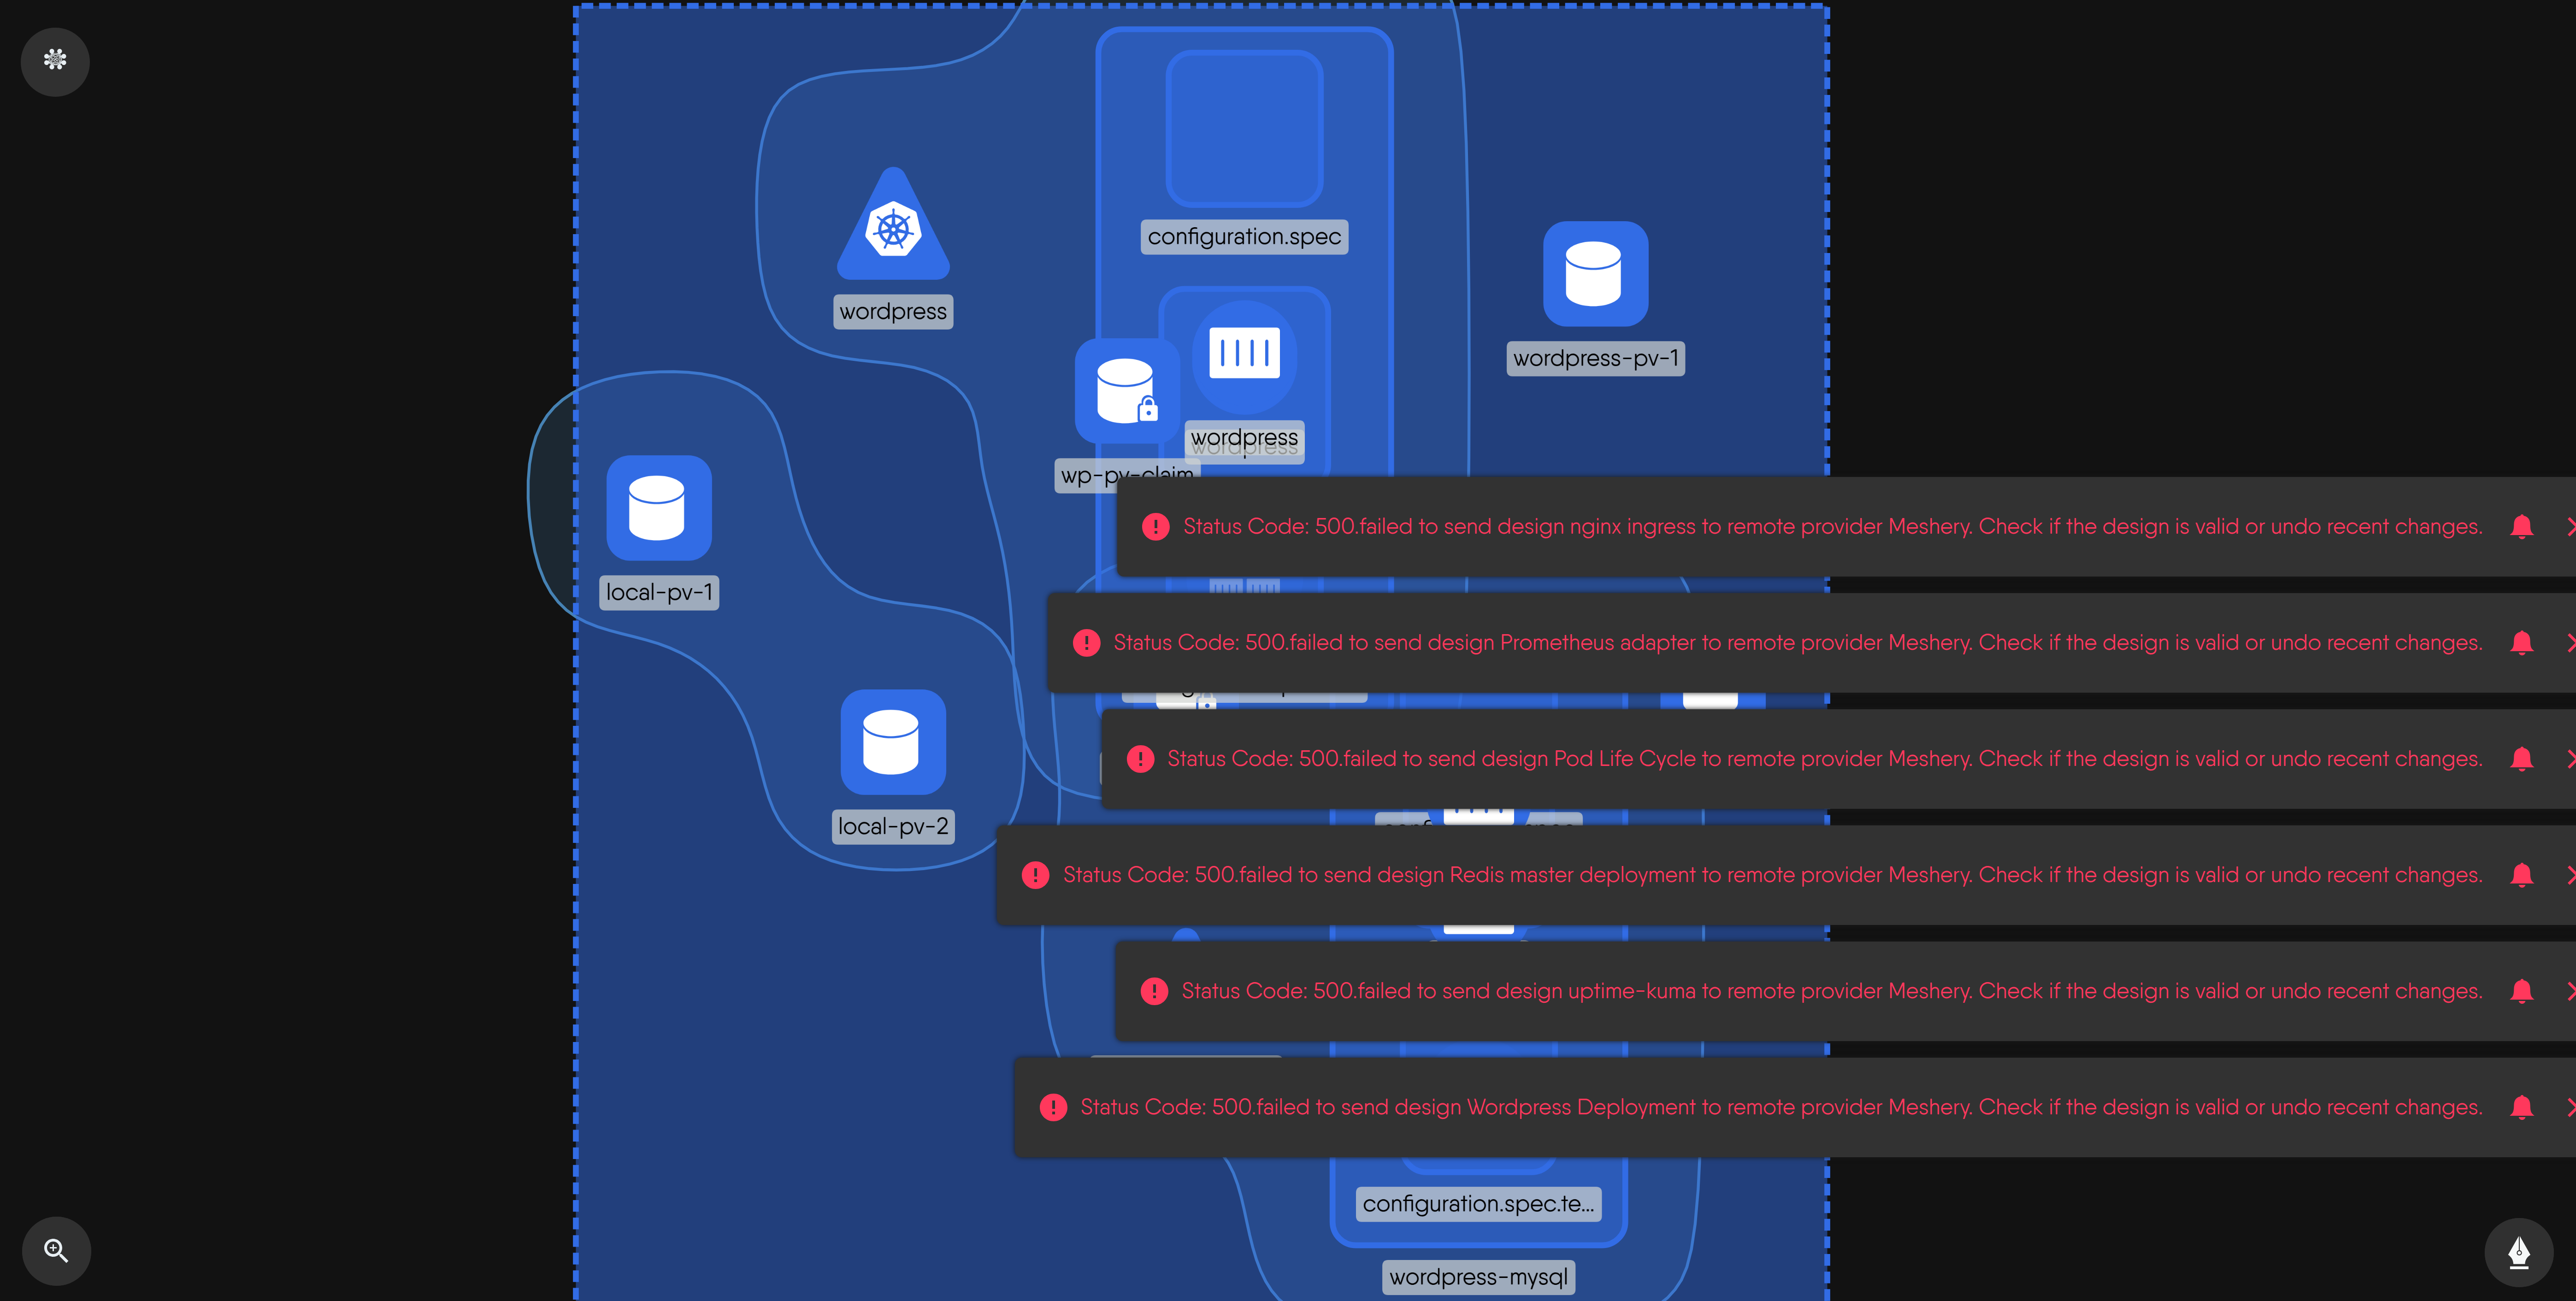 configuration.spec
wordpress
wordpress-pv-1
wordpress
wordpress
wp-pv-claim
Status Code: 500.failed to send design nginx ingress to remote provider Meshery. Check if the design is valid or undo recent changes.
local-pv-1
Status Code: 500.failed to send design Prometheus adapter to remote provider Meshery. Check if the design is valid or undo recent changes.
Status Code: 500.failed to send design Pod Life Cycle to remote provider Meshery. Check if the design is valid or undo recent changes.
local-pv-2
Status Code: 500.failed to send design Redis master deployment to remote provider Meshery. Check if the design is valid or undo recent changes.
Status Code: 500.failed to send design uptime-kuma to remote provider Meshery. Check if the design is valid or undo recent changes.
Status Code: 500.failed to send design Wordpress Deployment to remote provider Meshery. Check if the design is valid or undo recent changes.
configuration.spec.te...
wordpress-mysql